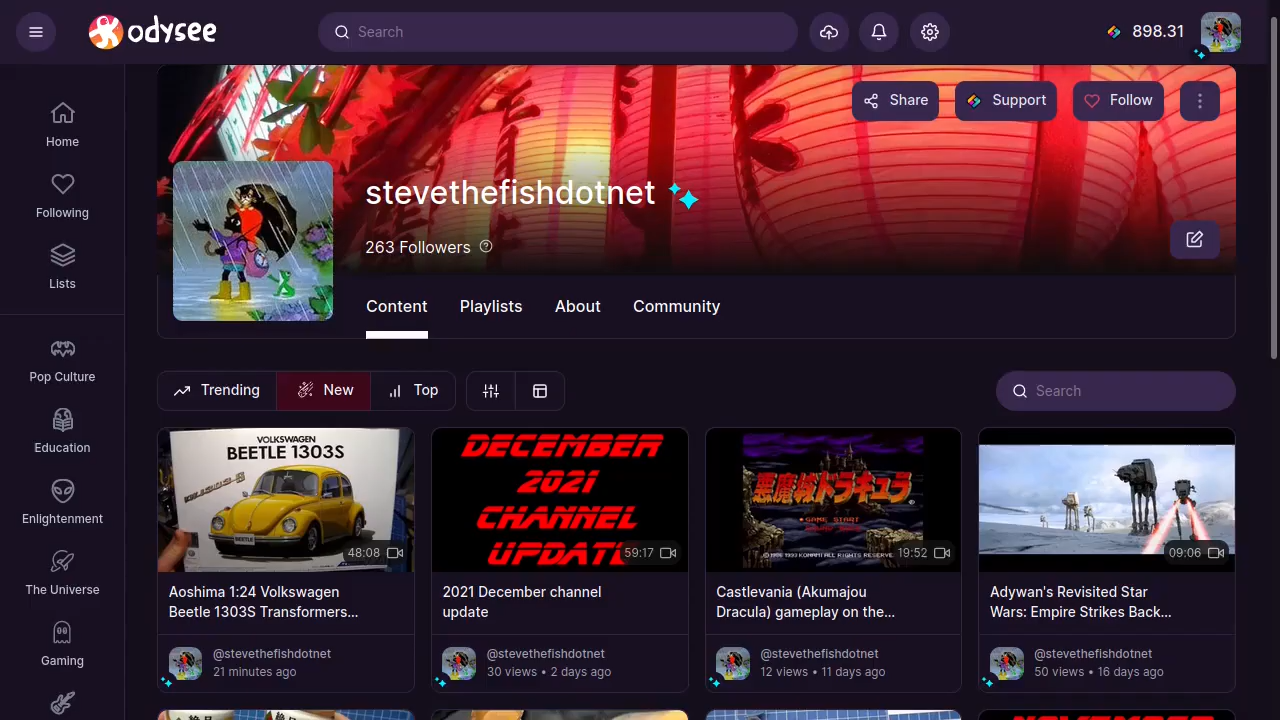 odysee
Search
898.31
Home
Following
Lists
Pop Culture
Education
Enlightenment
The Universe
Gaming
Share
Support
Follow
stevethefishdotnet
263 Followers
Content
Playlists
About
Community
Trending
New
Top
Search
VOLKSWAGEN
BEETLE 1303S
BEETLE
48:08
Aoshima 1:24 Volkswagen
Beetle 1303S Transformers...
@stevethefishdotnet
21 minutes ago
DECEMBER
2021
CHANNEL
UPDATE
59:17
2021 December channel
update
@stevethefishdotnet
30 views • 2 days ago
悪魔城ドラキュラ
GAME START
19:52
Castlevania (Akumajou
Dracula) gameplay on the...
@stevethefishdotnet
12 views • 11 days ago
09:06
Adywan's Revisited Star
Wars: Empire Strikes Back...
@stevethefishdotnet
50 views • 16 days ago